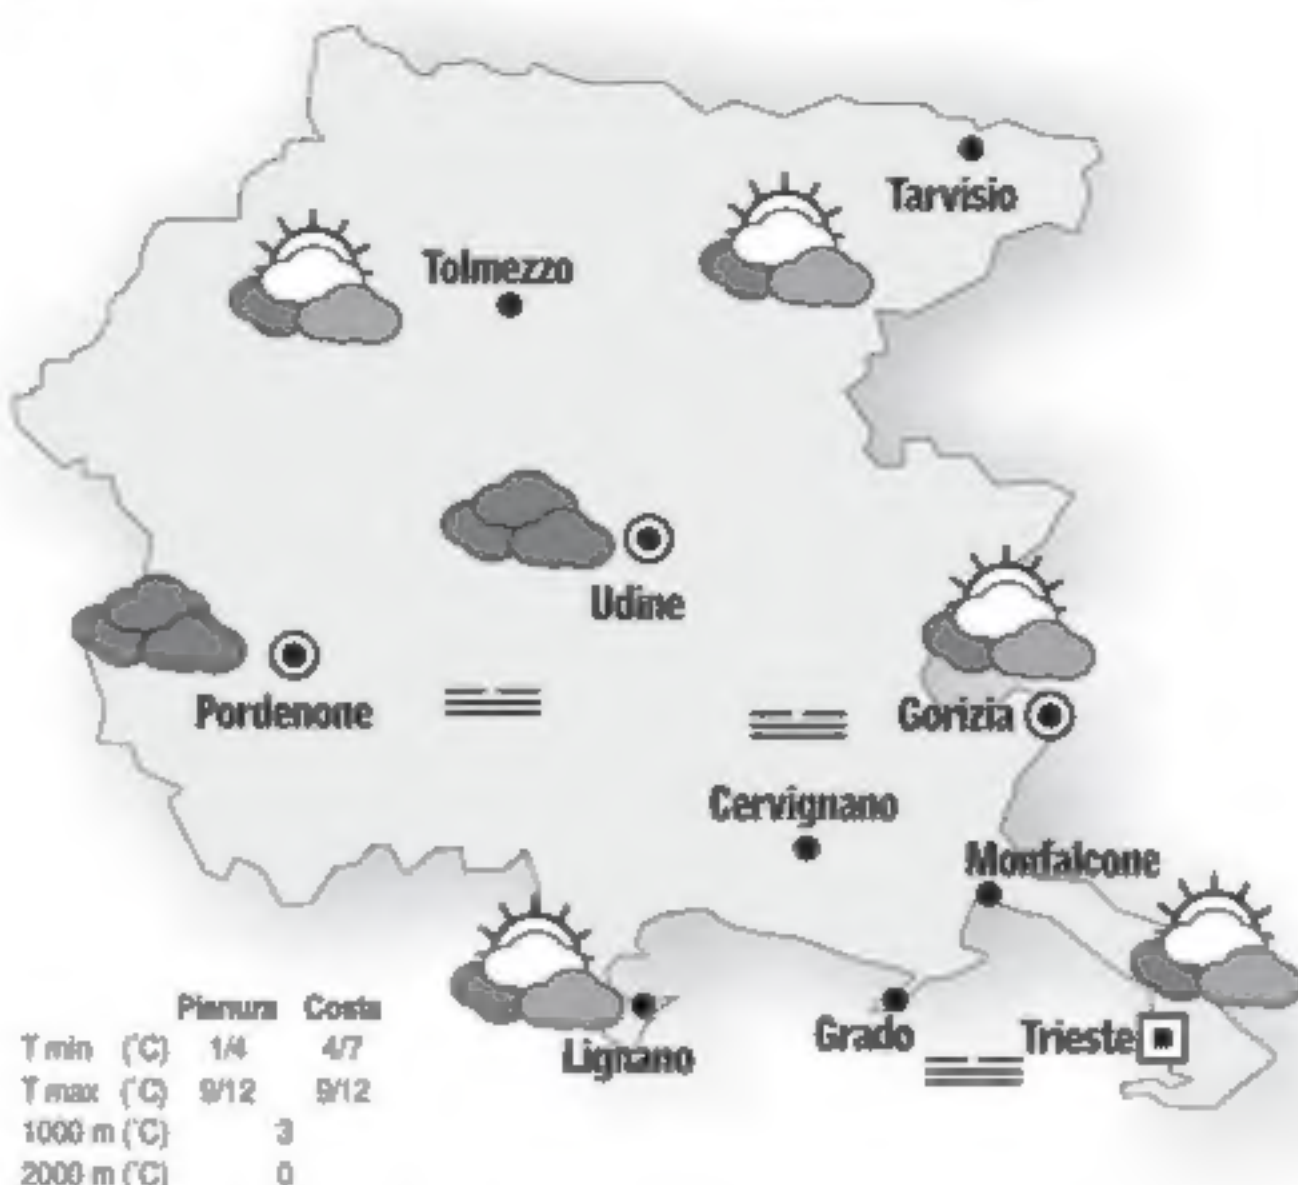 Tarvisio
Tolmezzo
Udine
Pordenone
Gorizia
Cervignano
Monfalcone
Lignano
Grado
Trieste
Pianura Costa
T min (°C) 1/4 4/7
T max (°C) 9/12 9/12
1000 m (°C) 3
2000 m (°C) 0